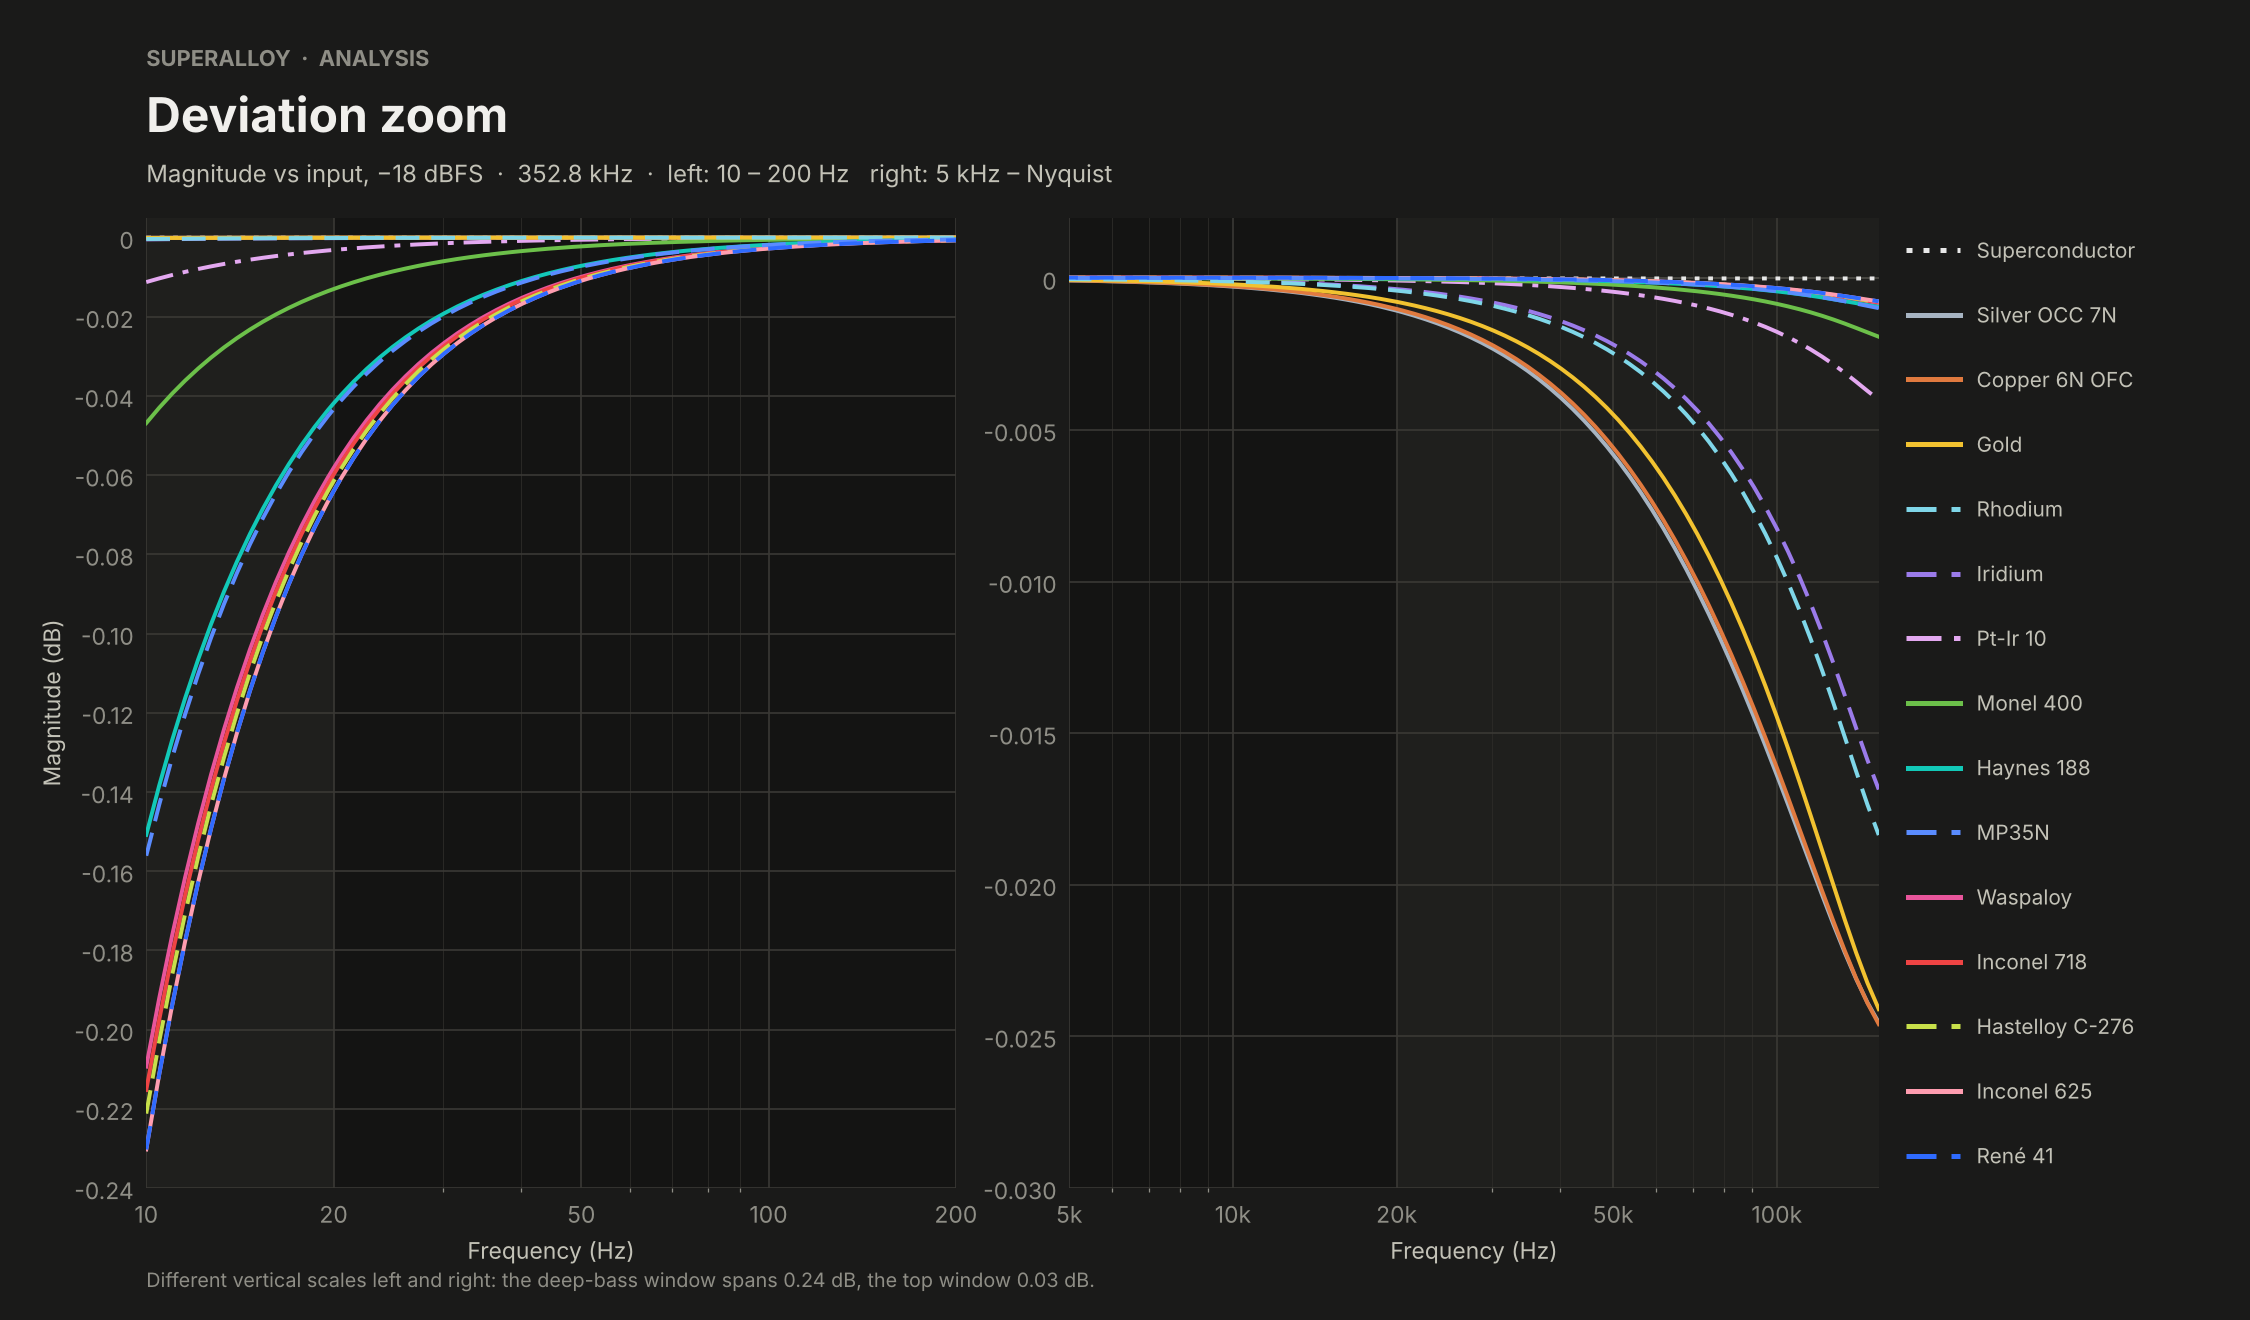 SUPERALLOY · ANALYSIS
Deviation zoom
Magnitude vs input, −18 dBFS · 352.8 kHz · left: 10 – 200 Hz right: 5 kHz – Nyquist
Magnitude (dB)
0
-0.02
-0.04
-0.06
-0.08
-0.10
-0.12
-0.14
-0.16
-0.18
-0.20
-0.22
-0.24
10 20 50 100 200
Frequency (Hz)
0
-0.005
-0.010
-0.015
-0.020
-0.025
-0.030
5k 10k 20k 50k 100k
Frequency (Hz)
Superconductor
Silver OCC 7N
Copper 6N OFC
Gold
Rhodium
Iridium
Pt-Ir 10
Monel 400
Haynes 188
MP35N
Waspaloy
Inconel 718
Hastelloy C-276
Inconel 625
René 41
Different vertical scales left and right: the deep-bass window spans 0.24 dB, the top window 0.03 dB.